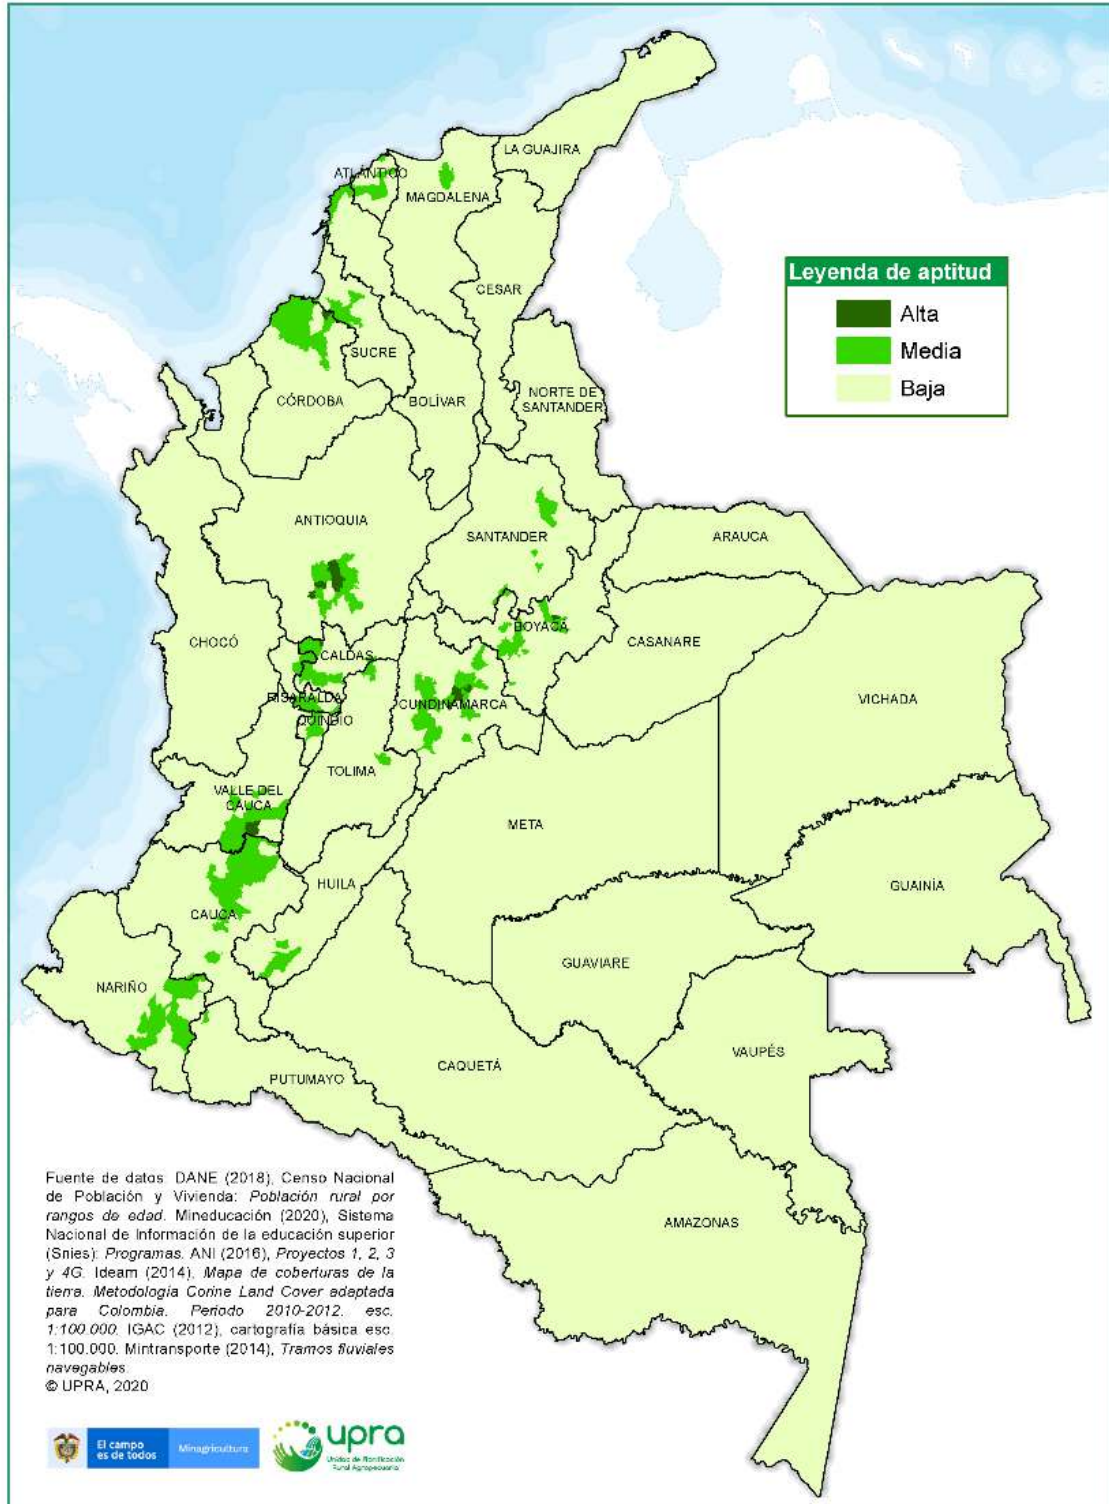 LA GUAJIRA
ATLÁNTICO
MAGDALENA
Leyenda de aptitud
Alta
Media
Baja
CESAR
SUCRE
CÓRDOBA
BOLÍVAR
NORTE DE
SANTANDER
ANTIOQUIA
SANTANDER
ARAUCA
CHOCÓ
BOYACÁ
CASANARE
CALDAS
RISARALDA
CUNDINAMARCA
VICHADA
QUINDIO
TOLIMA
VALLE DEL
CAUCA
META
HUILA
GUAINÍA
CAUCA
GUAVIARE
NARIÑO
VAUPÉS
CAQUETÁ
PUTUMAYO
AMAZONAS
Fuente de datos: DANE (2018), Censo Nacional
de Población y Vivienda: Población rural por
rangos de edad. Mineducación (2020), Sistema
Nacional de Información de la educación superior
(Snies): Programas. ANI (2016), Proyectos 1, 2, 3
y 4G. Ideam (2014), Mapa de coberturas de la
tierra. Metodología Corine Land Cover adaptada
para Colombia. Periodo 2010-2012. esc.
1:100.000. IGAC (2012), cartografía básica esc.
1:100.000. Mintransporte (2014), Tramos fluviales
navegables.
© UPRA, 2020
El campo
es de todos
Minagricultura
upra
Unidad de Planificación
Rural Agropecuaria